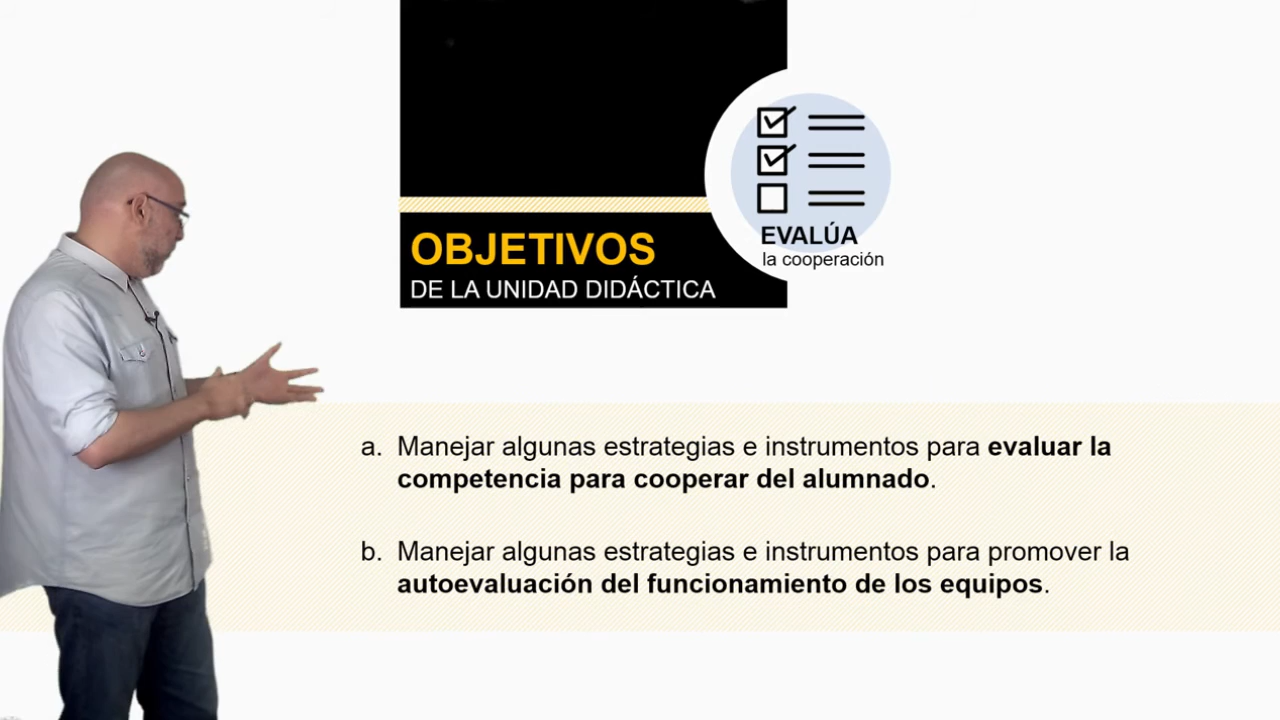 OBJETIVOS
DE LA UNIDAD DIDÁCTICA
EVALÚA
la cooperación
a. Manejar algunas estrategias e instrumentos para evaluar la
competencia para cooperar del alumnado.
b. Manejar algunas estrategias e instrumentos para promover la
autoevaluación del funcionamiento de los equipos.